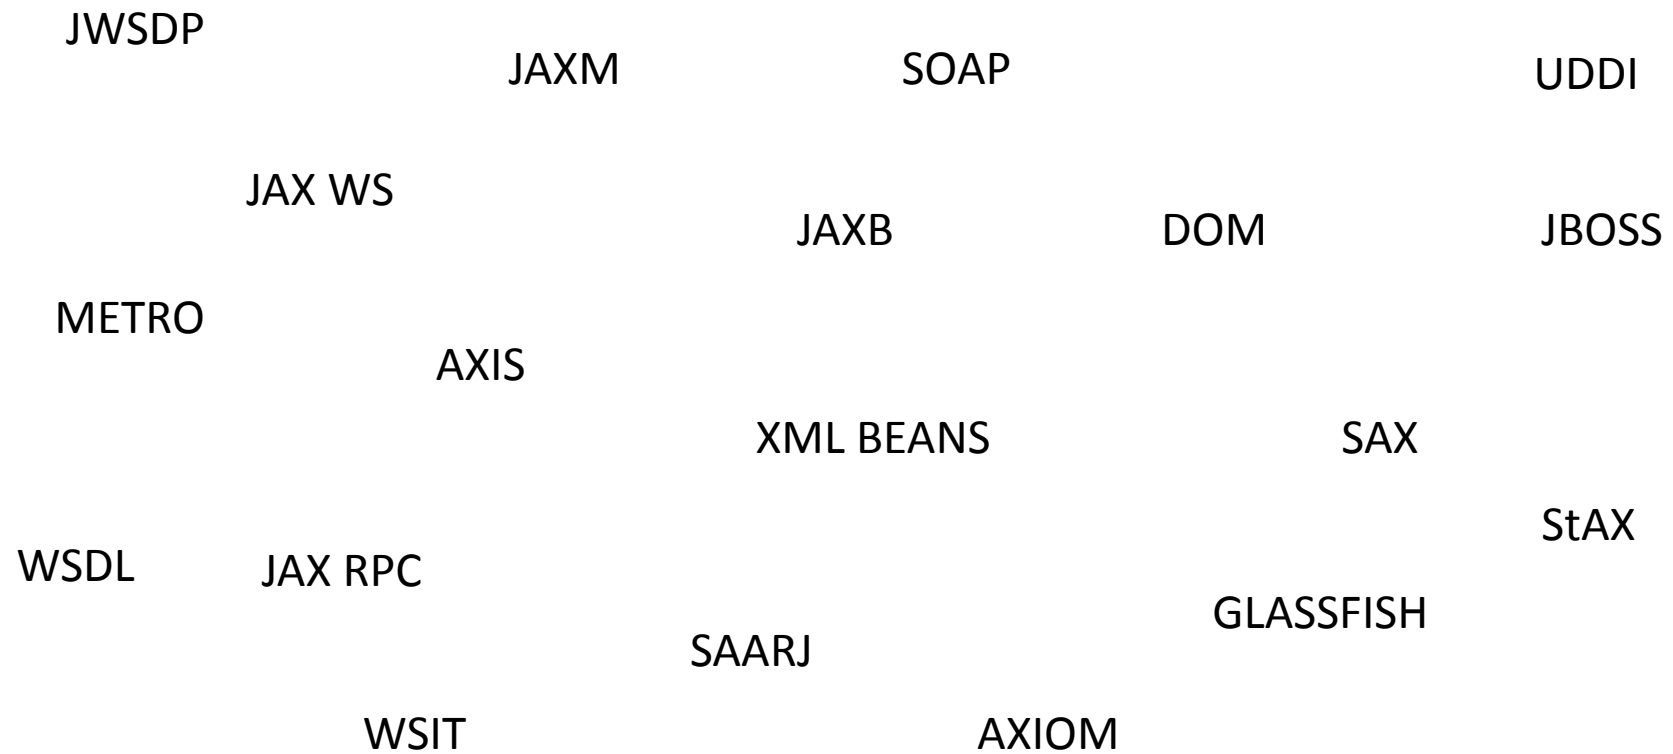 JWSDP
JAXM
SOAP
UDDI
JAX WS
JAXB
DOM
JBOSS
METRO
AXIS
XML BEANS
SAX
StAX
WSDL
JAX RPC
GLASSFISH
SAARJ
WSIT
AXIOM